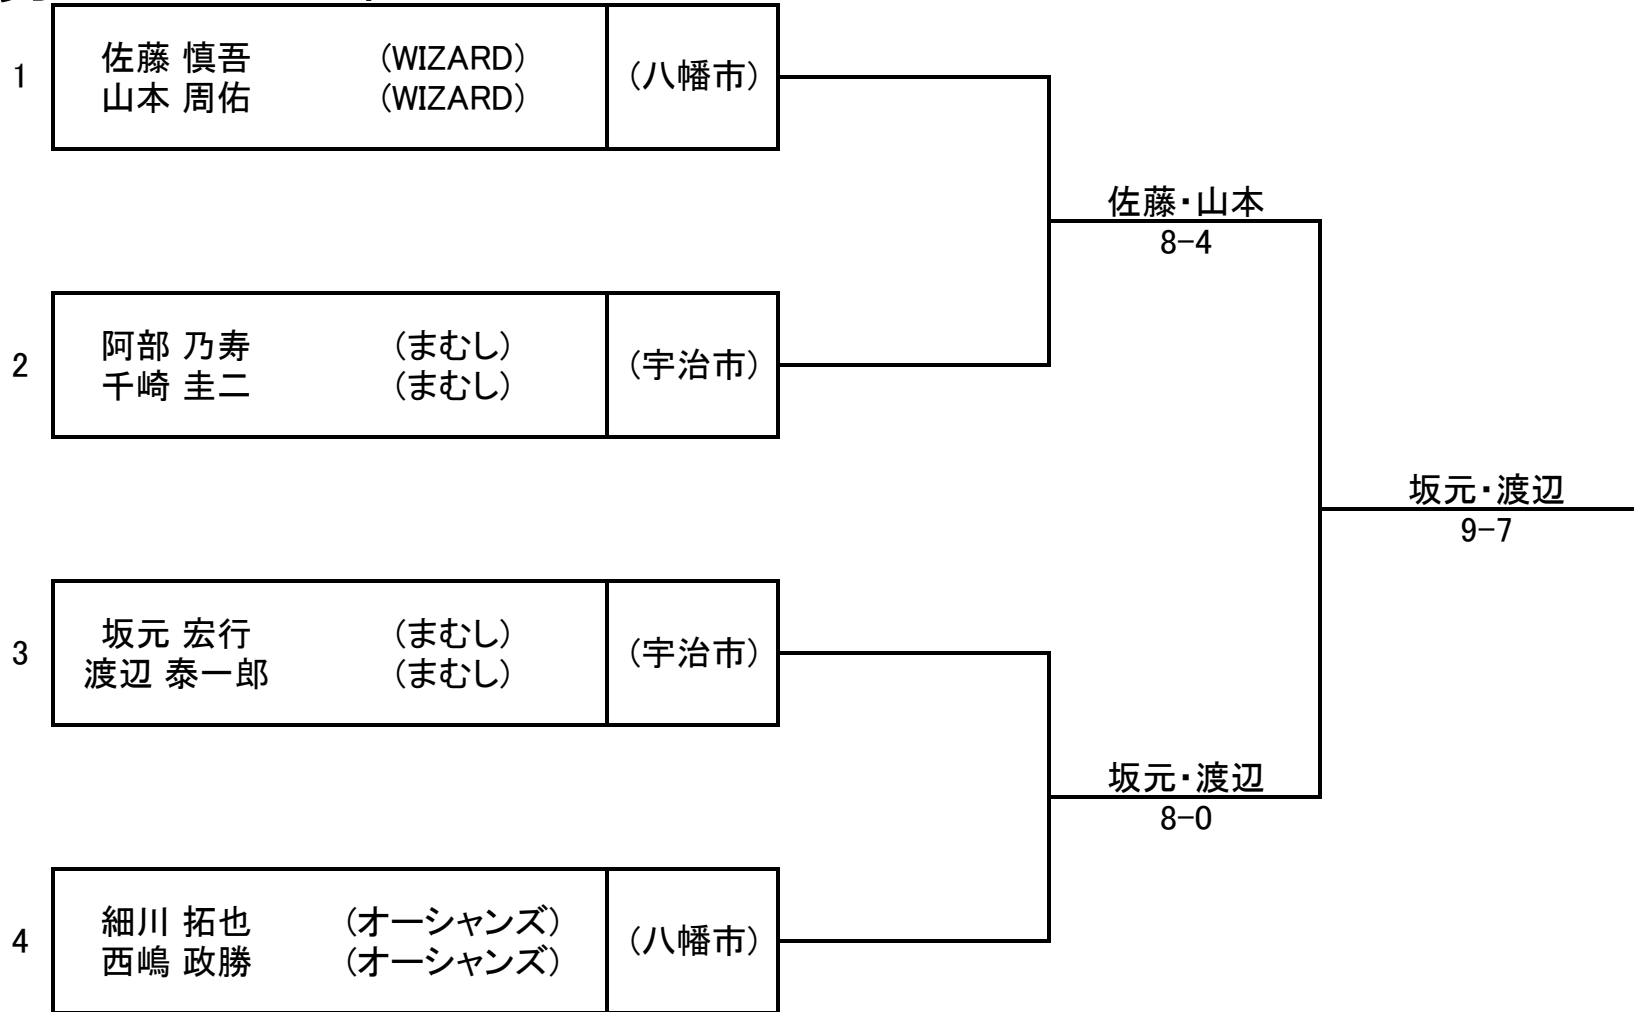 1
佐藤 慎吾 (WIZARD)
山本 周佑 (WIZARD)
(八幡市)
佐藤・山本
8-4
2
阿部 乃寿 (まむし)
千崎 圭二 (まむし)
(宇治市)
坂元・渡辺
9-7
3
坂元 宏行 (まむし)
渡辺 泰一郎 (まむし)
(宇治市)
坂元・渡辺
8-0
4
細川 拓也 (オーシャンズ)
西嶋 政勝 (オーシャンズ)
(八幡市)